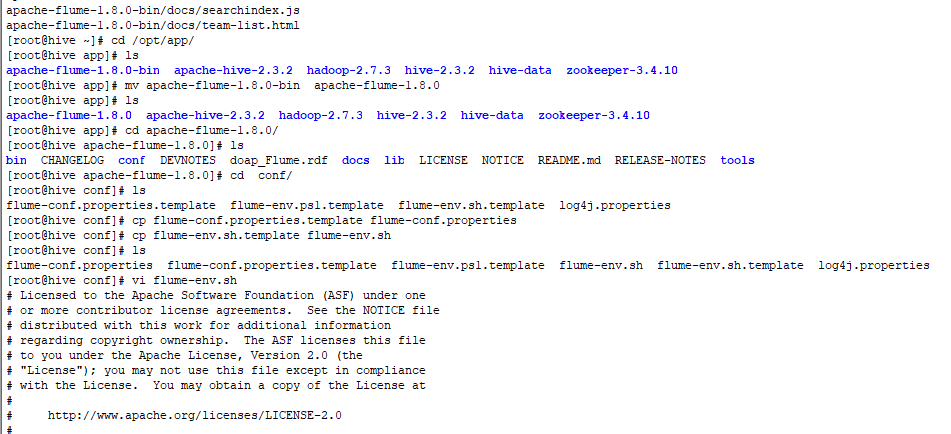 apache-flume-1.8.0-bin/docs/searchindex.js
apache-flume-1.8.0-bin/docs/team-list.html
[root@hive ~]# cd /opt/app/
[root@hive app]# ls
apache-flume-1.8.0-bin  apache-hive-2.3.2  hadoop-2.7.3  hive-2.3.2  hive-data  zookeeper-3.4.10
[root@hive app]# mv apache-flume-1.8.0-bin  apache-flume-1.8.0
[root@hive app]# ls
apache-flume-1.8.0  apache-hive-2.3.2  hadoop-2.7.3  hive-2.3.2  hive-data  zookeeper-3.4.10
[root@hive app]# cd apache-flume-1.8.0/
[root@hive apache-flume-1.8.0]# ls
bin  CHANGELOG  conf  DEVNOTES  doap_Flume.rdf  docs  lib  LICENSE  NOTICE  README.md  RELEASE-NOTES  tools
[root@hive apache-flume-1.8.0]# cd  conf/
[root@hive conf]# ls
flume-conf.properties.template  flume-env.ps1.template  flume-env.sh.template  log4j.properties
[root@hive conf]# cp flume-conf.properties.template flume-conf.properties
[root@hive conf]# cp flume-env.sh.template flume-env.sh
[root@hive conf]# ls
flume-conf.properties  flume-conf.properties.template  flume-env.ps1.template  flume-env.sh  flume-env.sh.template  log4j.properties
[root@hive conf]# vi flume-env.sh
# Licensed to the Apache Software Foundation (ASF) under one
# or more contributor license agreements.  See the NOTICE file
# distributed with this work for additional information
# regarding copyright ownership.  The ASF licenses this file
# to you under the Apache License, Version 2.0 (the
# "License"); you may not use this file except in compliance
# with the License.  You may obtain a copy of the License at
#
#     http://www.apache.org/licenses/LICENSE-2.0
#